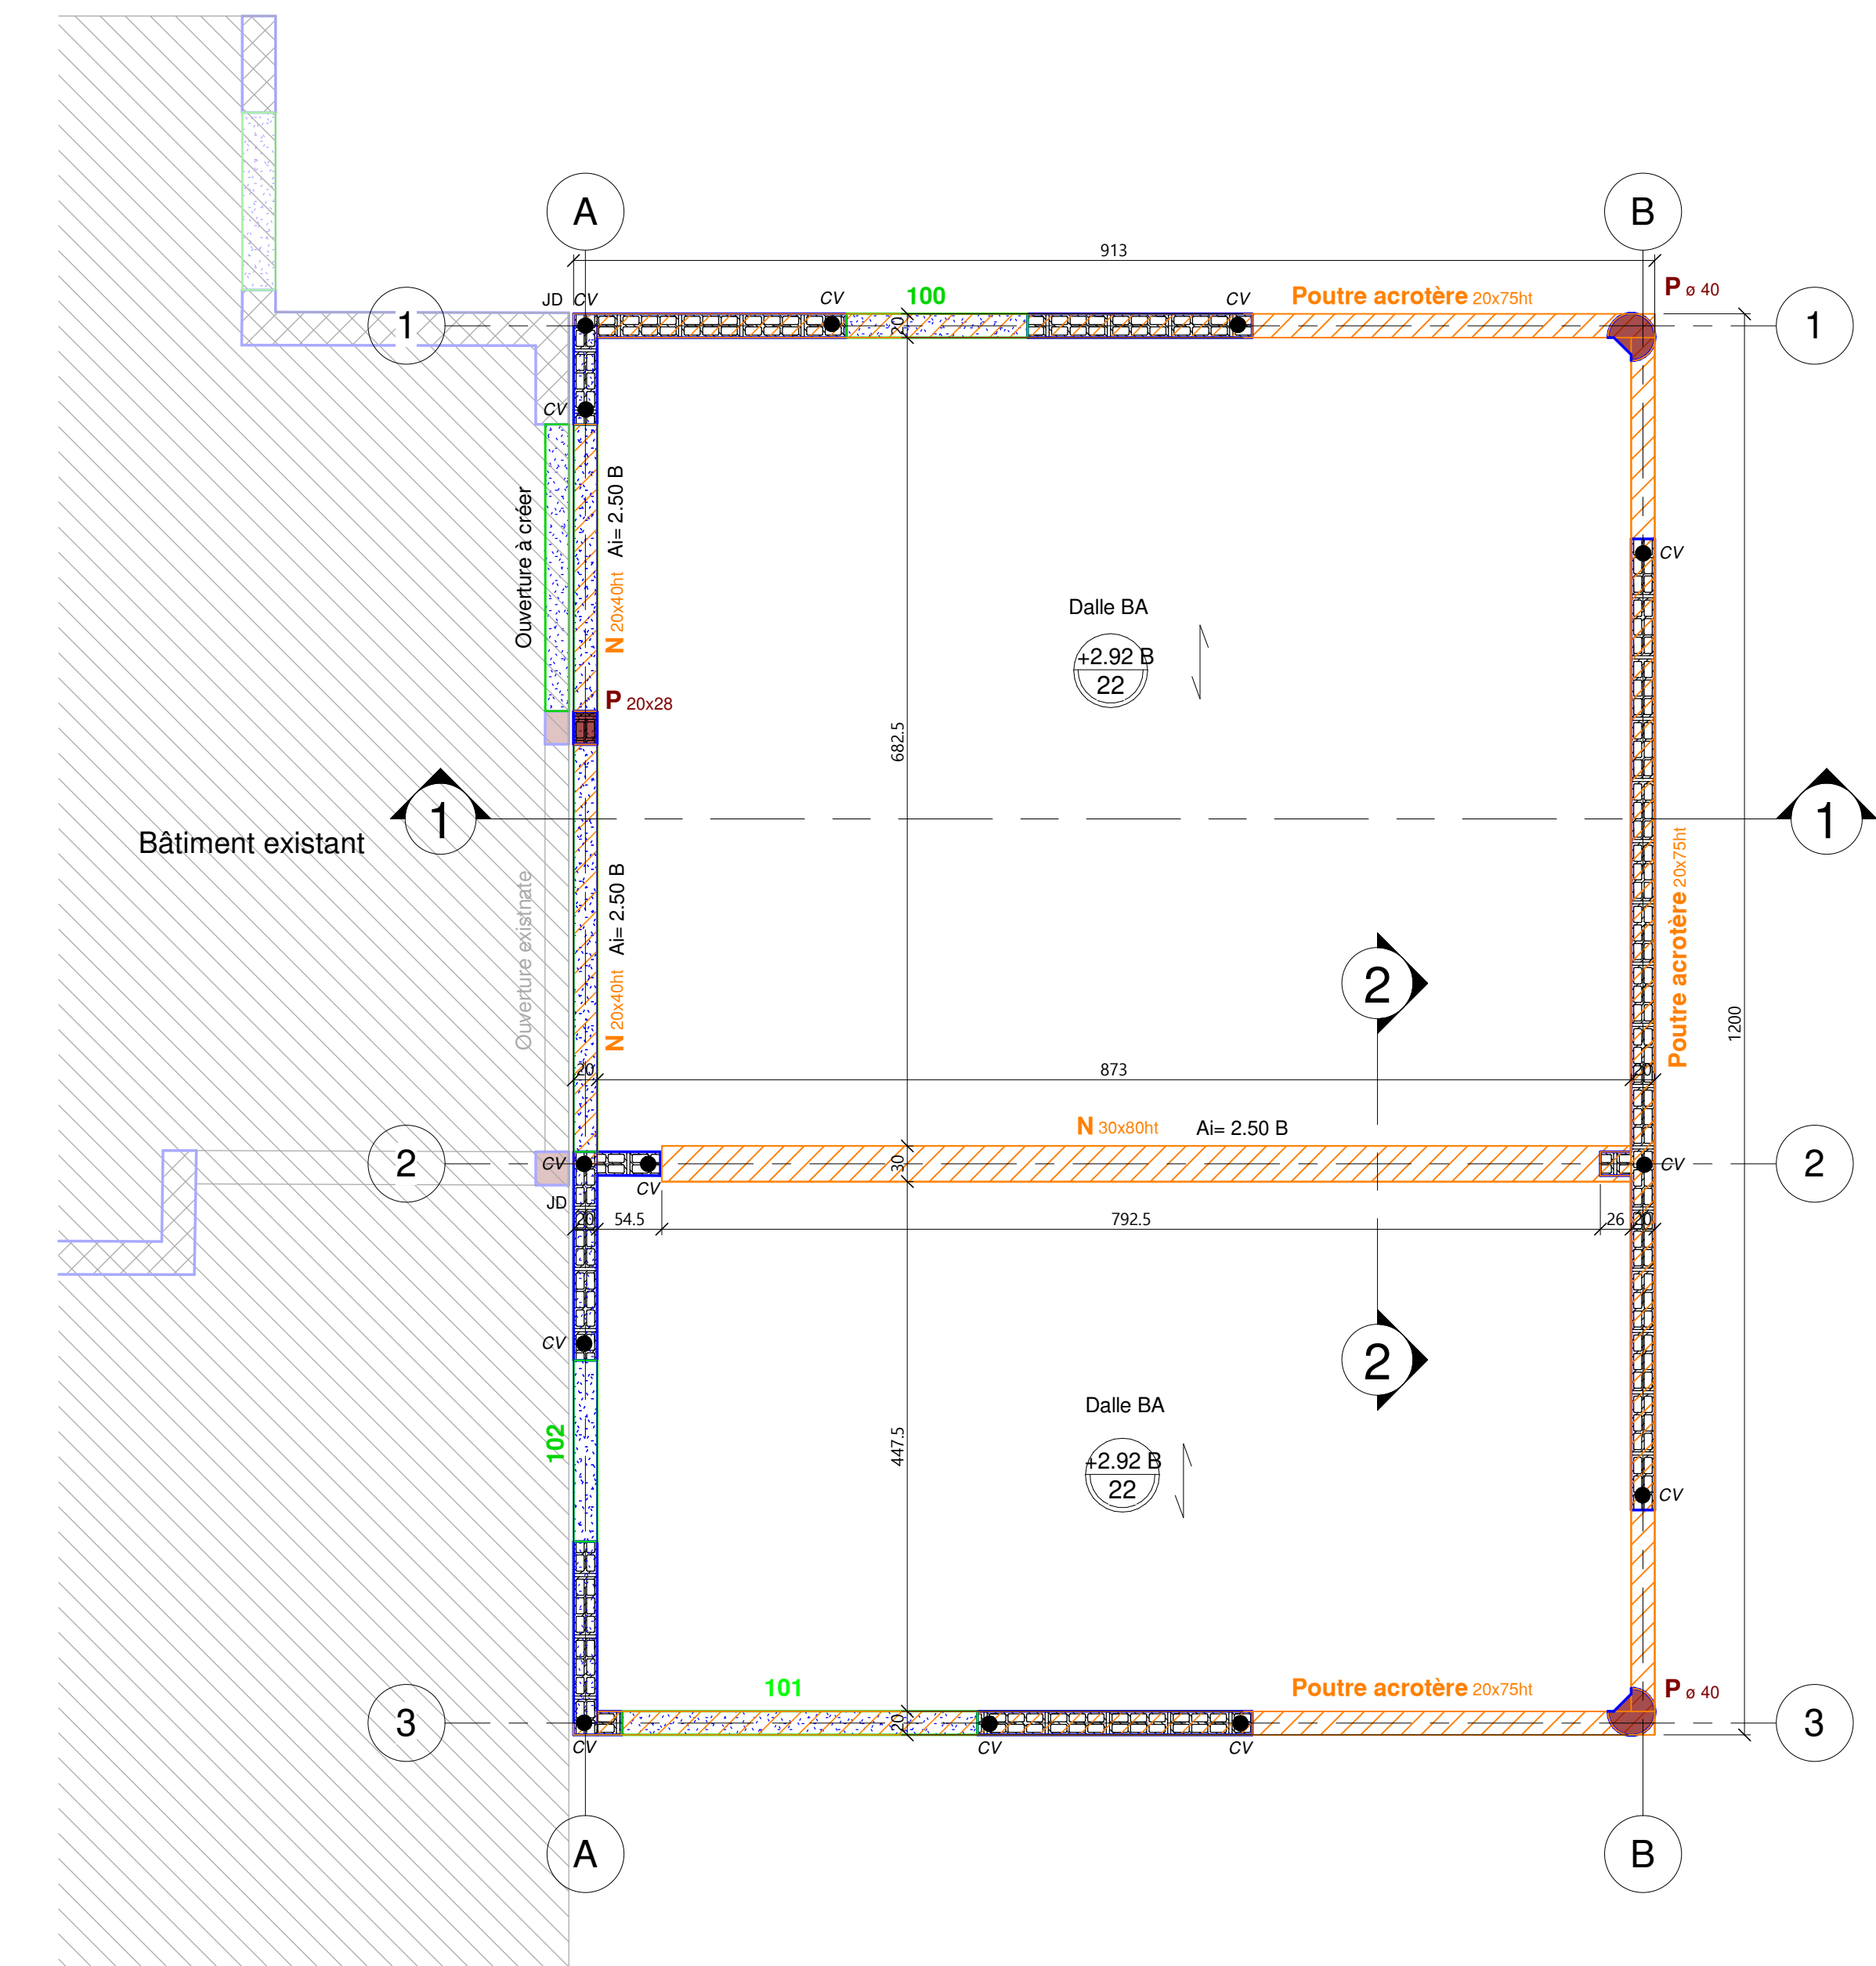 A
B
913
JD
CV
CV
100
CV
Poutre acrotère 20x75ht
P ø 40
1
20
1
CV
Ouverture à créer
Ai= 2.50 B
N 20x40ht
CV
Dalle BA
+2.92 B
22
P 20x28
682.5
1
1
Bâtiment existant
Ouverture existnate
Ai= 2.50 B
N 20x40ht
Poutre acrotère 20x75ht
2
1200
20
873
20
N 30x80ht
Ai= 2.50 B
2
CV
30
CV
2
CV
JD
20
54.5
792.5
26
20
CV
2
Dalle BA
+2.92 B
22
102
447.5
CV
101
Poutre acrotère 20x75ht
P ø 40
3
20
3
CV
CV
CV
A
B